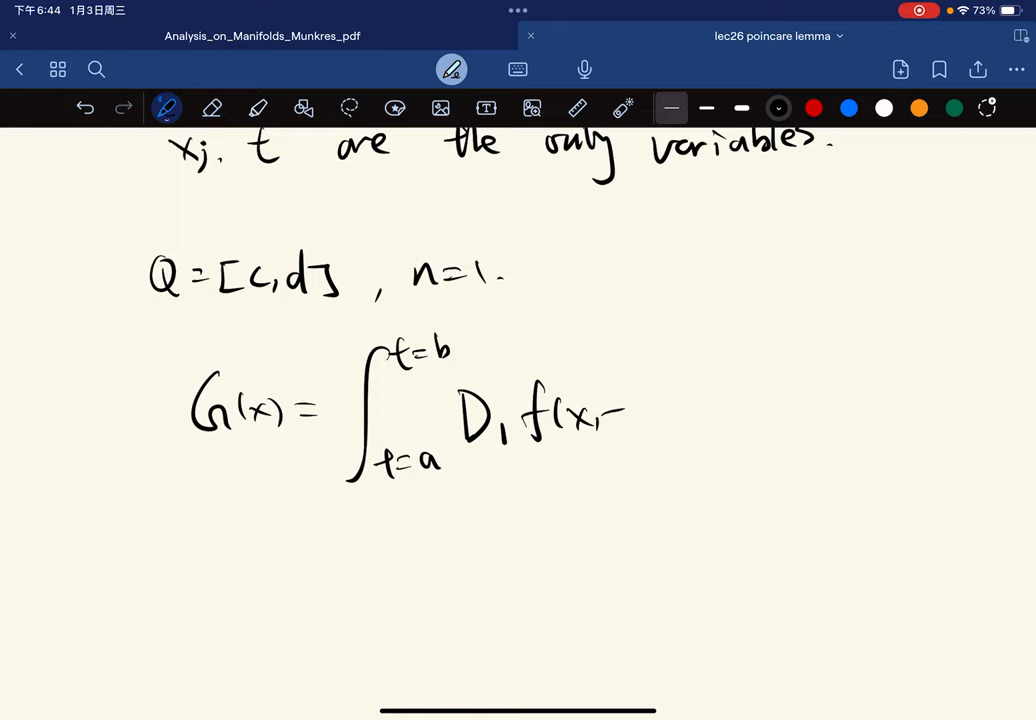 下午6:44 1月3日周三
73%
Analysis_on_Manifolds_Munkres_pdf
lec26 poincare lemma
xj, t are the only variables.
Q = [c,d] , n=1.
G(x) = ∫_{t=a}^{t=b} D₁ f(x,